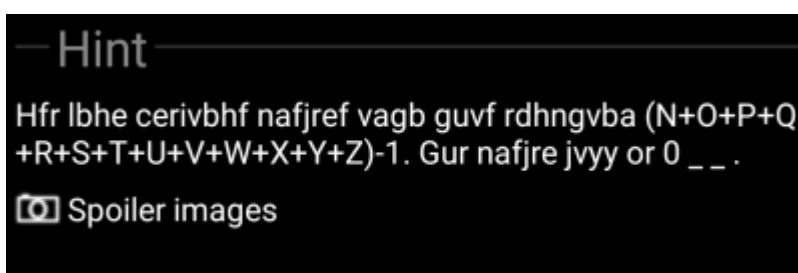 Hint
Hfr lbhe cerivbhf nafjref vagb guvf rdhngvba (N+O+P+Q
+R+S+T+U+V+W+X+Y+Z)-1. Gur nafjre jvyy or 0 _ _ .
Spoiler images